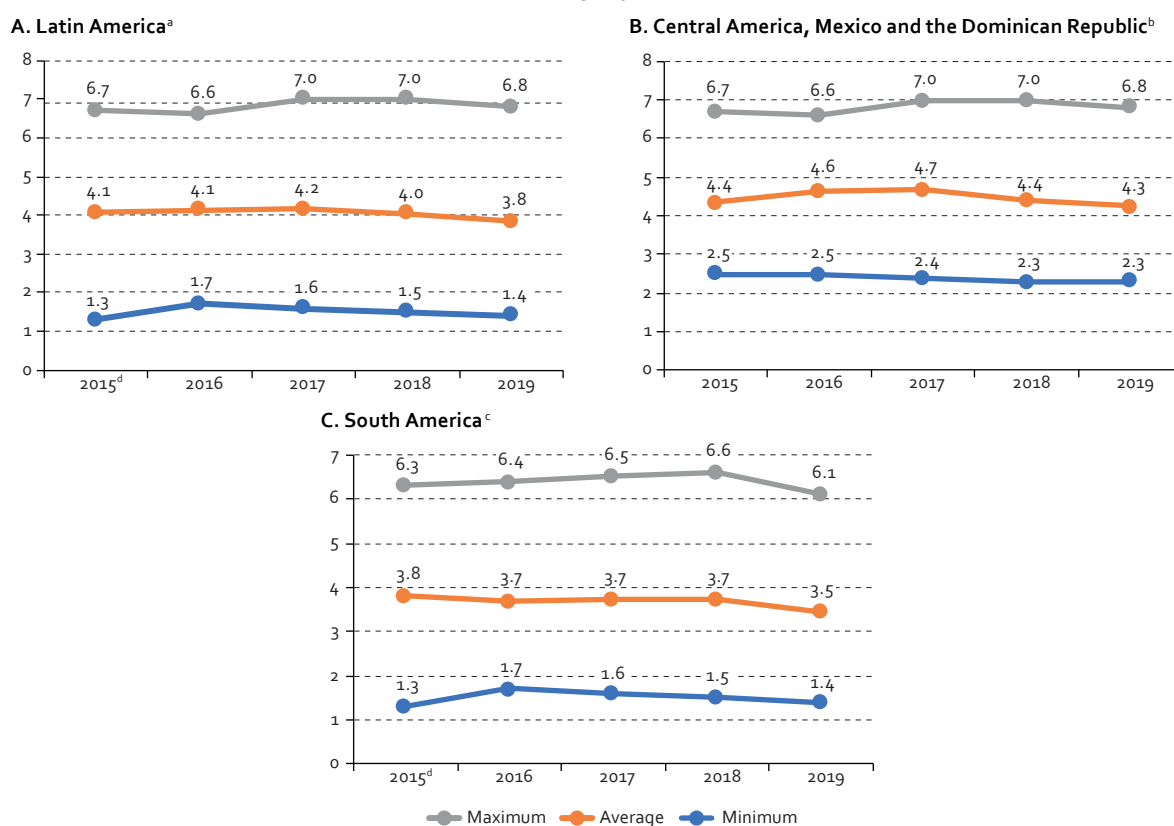 A. Latin Americaᵃ
8
7
6
5
4
3
2
1
0
6.7 6.6 7.0 7.0 6.8
4.1 4.1 4.2 4.0 3.8
1.3 1.7 1.6 1.5 1.4
2015ᵈ 2016 2017 2018 2019
B. Central America, Mexico and the Dominican Republicᵇ
8
7
6
5
4
3
2
1
0
6.7 6.6 7.0 7.0 6.8
4.4 4.6 4.7 4.4 4.3
2.5 2.5 2.4 2.3 2.3
2015 2016 2017 2018 2019
C. South Americaᶜ
7
6
5
4
3
2
1
0
6.3 6.4 6.5 6.6 6.1
3.8 3.7 3.7 3.7 3.5
1.3 1.7 1.6 1.5 1.4
2015ᵈ 2016 2017 2018 2019
Maximum Average Minimum